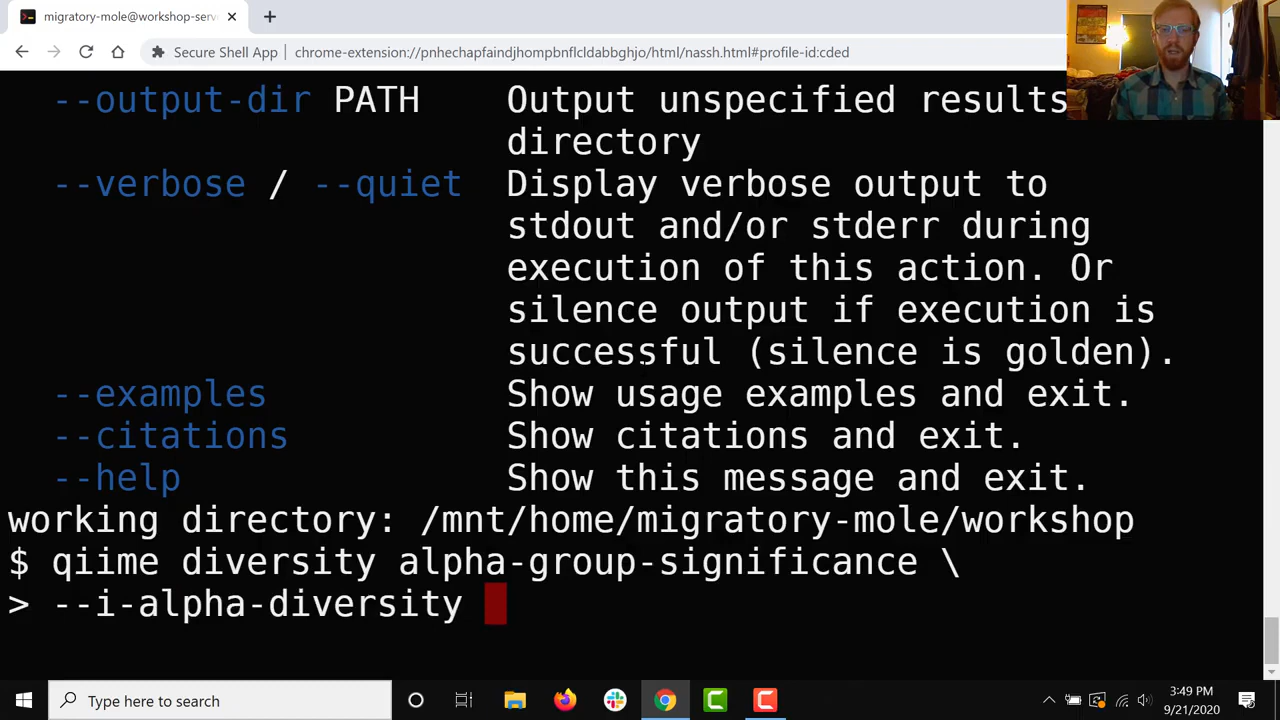 migratory-mole@workshop-serv
Secure Shell App
chrome-extension://pnhechapfaindjhompbnflcldabbghjo/html/nassh.html#profile-id:cded
--output-dir PATH Output unspecified results
directory
--verbose / --quiet Display verbose output to
stdout and/or stderr during
execution of this action. Or
silence output if execution is
successful (silence is golden).
--examples Show usage examples and exit.
--citations Show citations and exit.
--help Show this message and exit.
working directory: /mnt/home/migratory-mole/workshop
$ qiime diversity alpha-group-significance \
> --i-alpha-diversity
Type here to search
3:49 PM
9/21/2020